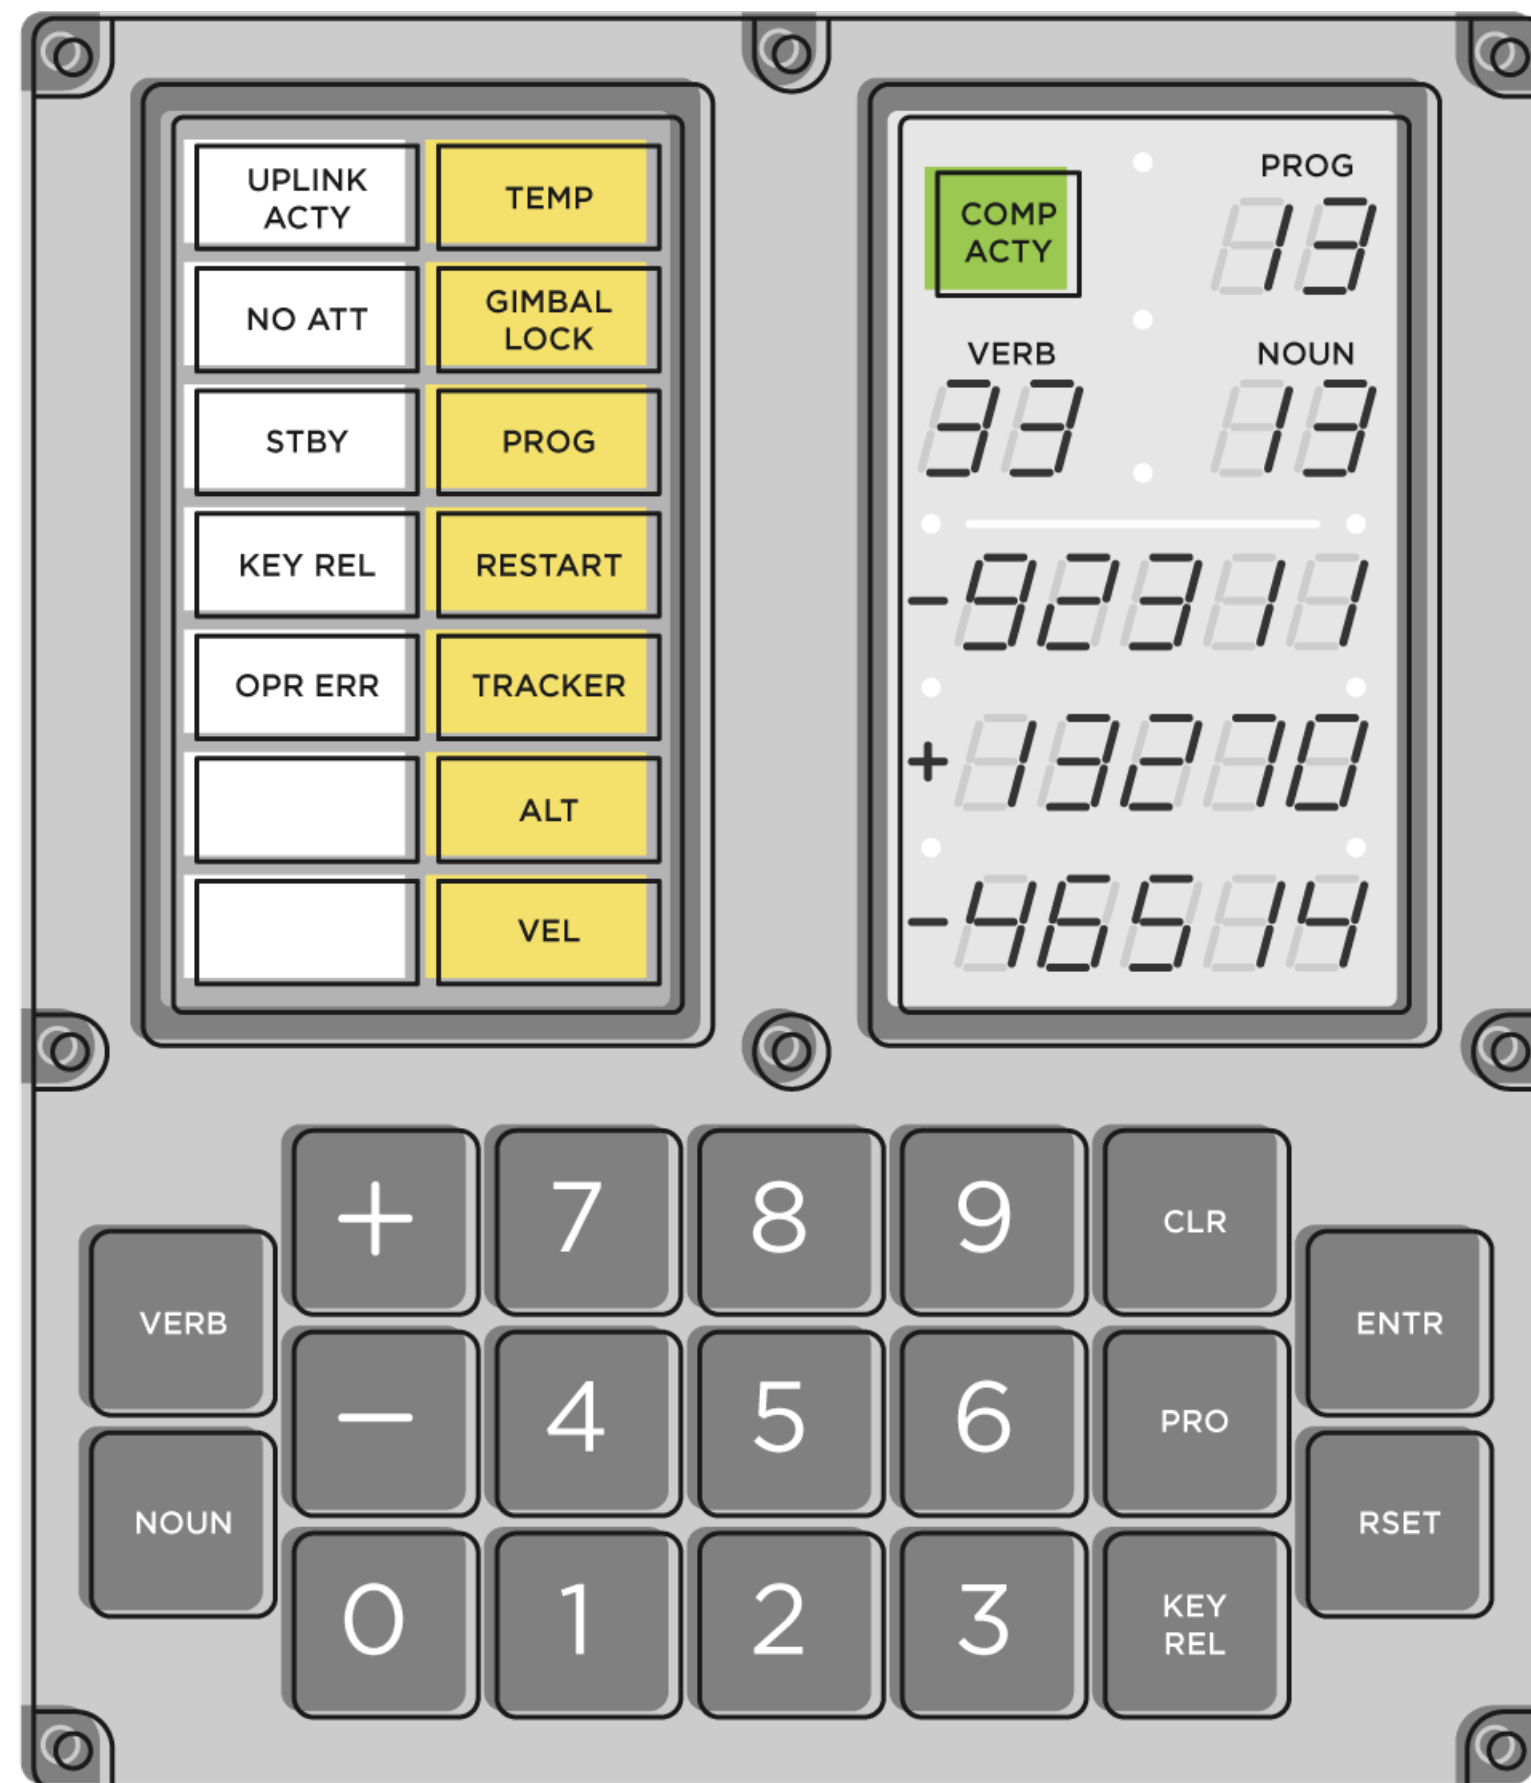 UPLINK
ACTY
TEMP
NO ATT
GIMBAL
LOCK
STBY
PROG
KEY REL
RESTART
OPR ERR
TRACKER
ALT
VEL
COMP
ACTY
PROG
13
VERB
NOUN
33
13
-92311
+13270
-46514
+
7
8
9
CLR
VERB
ENTR
−
4
5
6
PRO
NOUN
RSET
0
1
2
3
KEY
REL